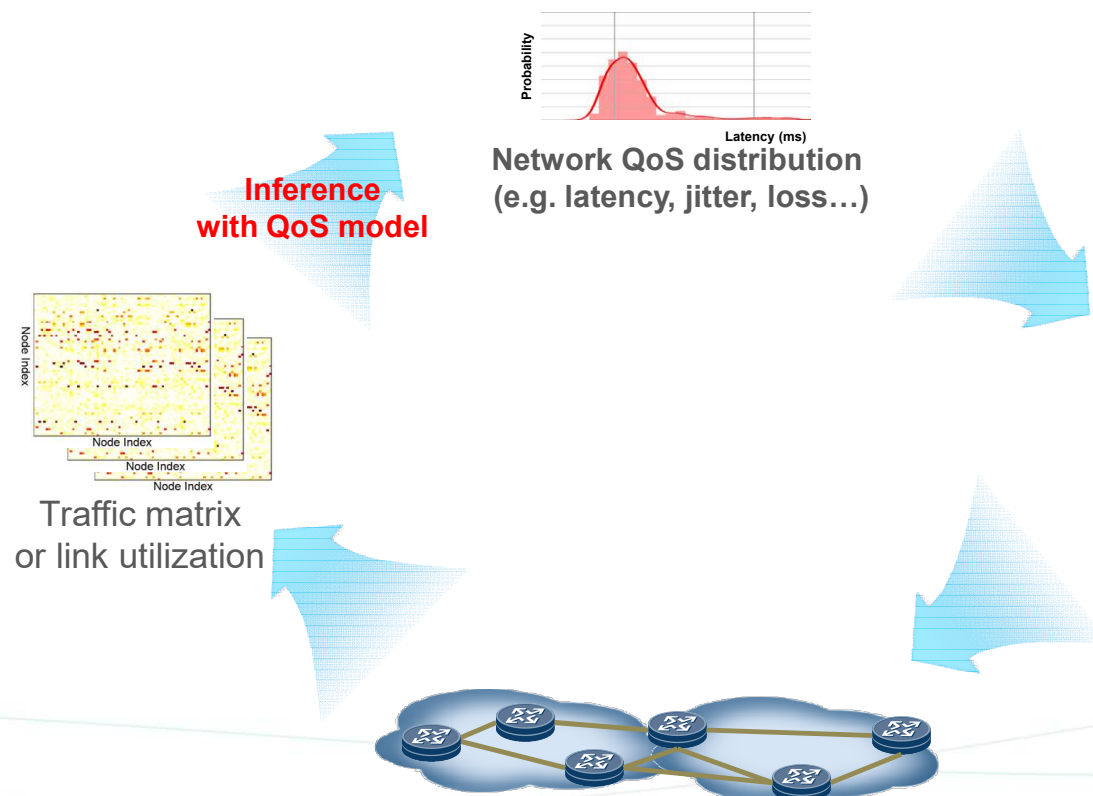 Probability
Latency (ms)
Network QoS distribution
(e.g. latency, jitter, loss…)
Inference
with QoS model
Node Index
Node Index
Node Index
Node Index
Traffic matrix
or link utilization